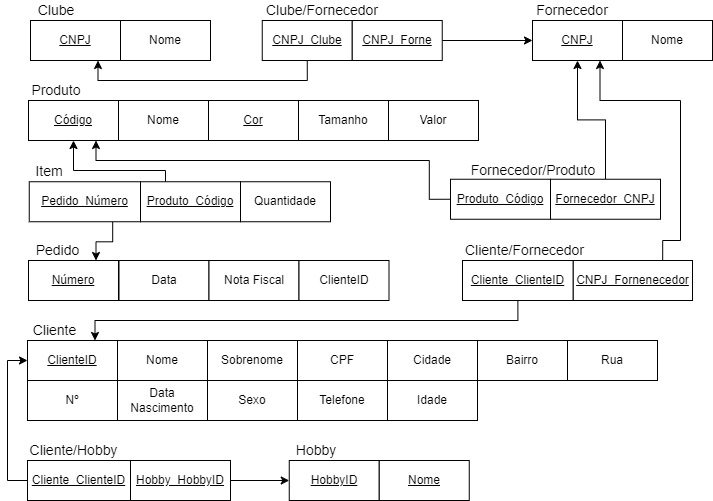 Clube
Clube/Fornecedor
Fornecedor
CNPJ Nome
CNPJ_Clube CNPJ_Forne
CNPJ Nome
Produto
Código Nome Cor Tamanho Valor
Item
Fornecedor/Produto
Pedido_Número Produto_Código Quantidade
Produto_Código Fornecedor_CNPJ
Pedido
Cliente/Fornecedor
Número Data Nota Fiscal ClienteID
Cliente_ClienteID CNPJ_Fornenecedor
Cliente
ClienteID Nome Sobrenome CPF Cidade Bairro Rua
Nº Data Nascimento Sexo Telefone Idade
Cliente/Hobby
Hobby
Cliente_ClienteID Hobby_HobbyID
HobbyID Nome